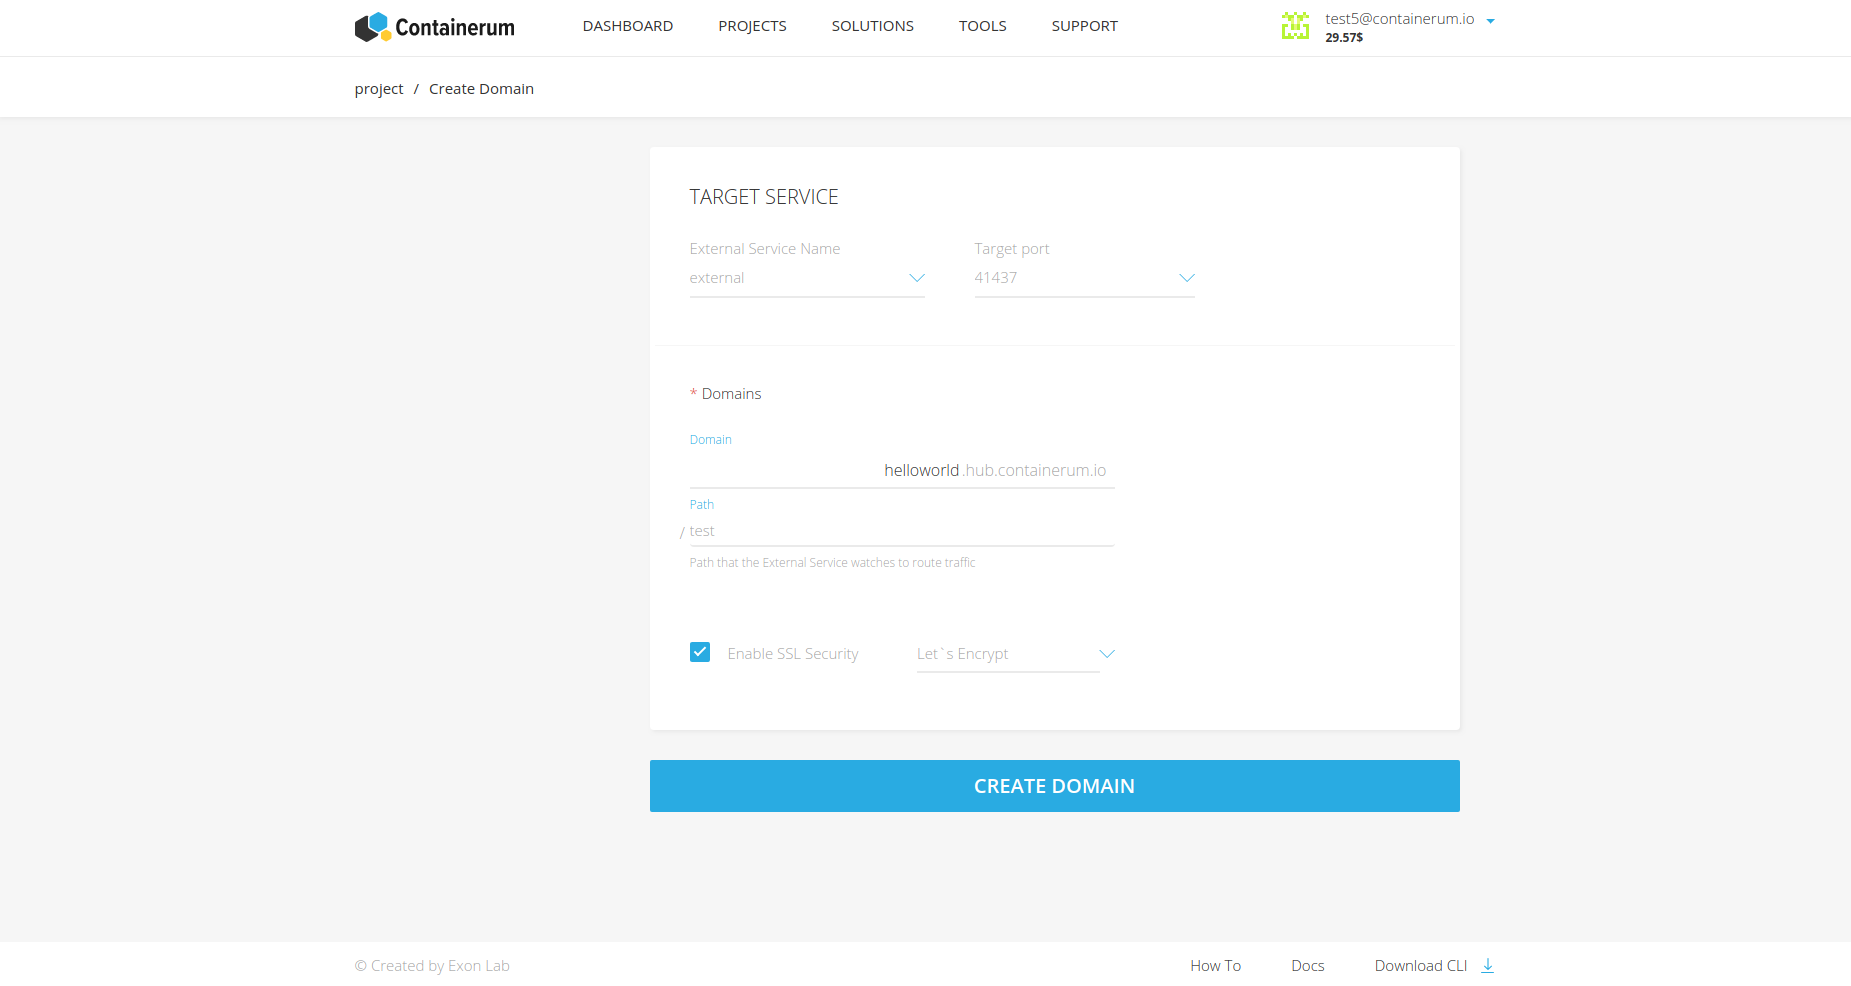 Containerum
DASHBOARD PROJECTS SOLUTIONS TOOLS SUPPORT
test5@containerum.io
29.57$
project / Create Domain
TARGET SERVICE
External Service Name Target port
external 41437
* Domains
Domain
helloworld.hub.containerum.io
Path
/ test
Path that the External Service watches to route traffic
Enable SSL Security Let`s Encrypt
CREATE DOMAIN
© Created by Exon Lab How To Docs Download CLI